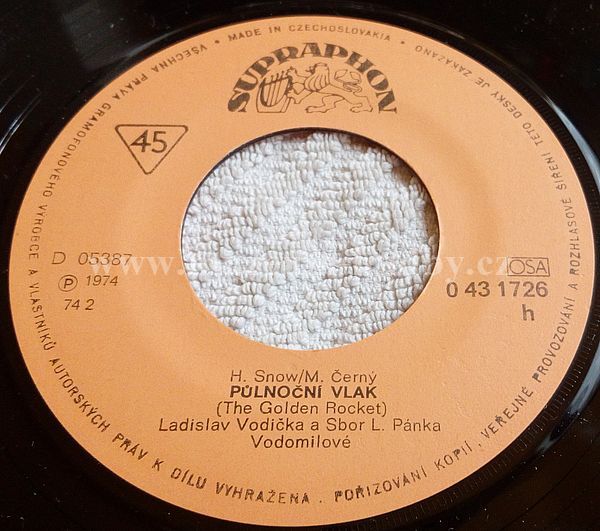 MADE IN CZECHOSLOVAKIA •
SUPRAPHON
45
D 05387
Ⓟ 1974
74 2
OSA
0 43 1726
h
H. Snow/M. Černý
PŮLNOČNÍ VLAK
(The Golden Rocket)
Ladislav Vodička a Sbor L. Pánka
Vodomilové
VŠECHNA PRÁVA GRAMOFONOVÉHO VÝROBCE A VLASTNÍKŮ AUTORSKÝCH PRÁV K DÍLU VYHRAŽENA. POŘIZOVÁNÍ KOPIÍ, VEŘEJNÉ PROVOZOVÁNÍ A ROZHLASOVÉ ŠÍŘENÍ TÉTO DESKY JE ZAKÁZÁNO